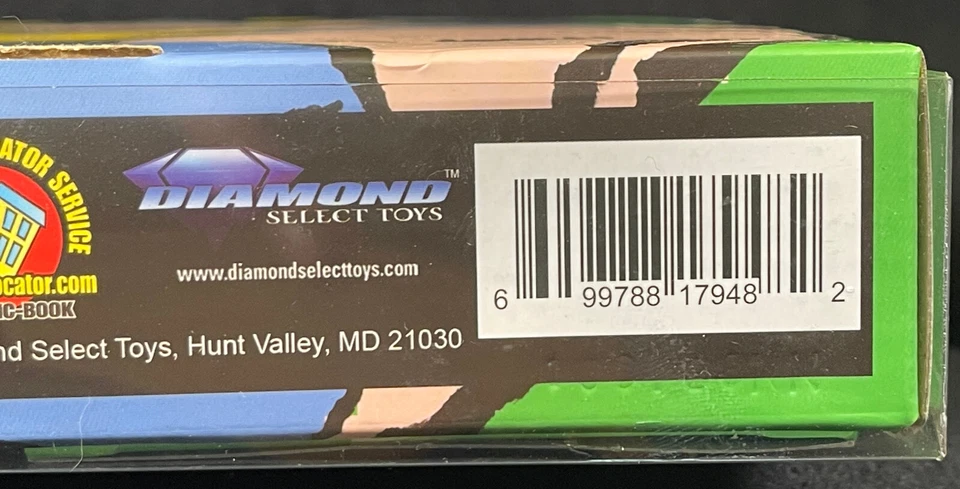 ATOR SERVICE
ocator.com
IC-BOOK
DIAMOND™
SELECT TOYS
www.diamondselecttoys.com
nd Select Toys, Hunt Valley, MD 21030
6 99788 17948 2